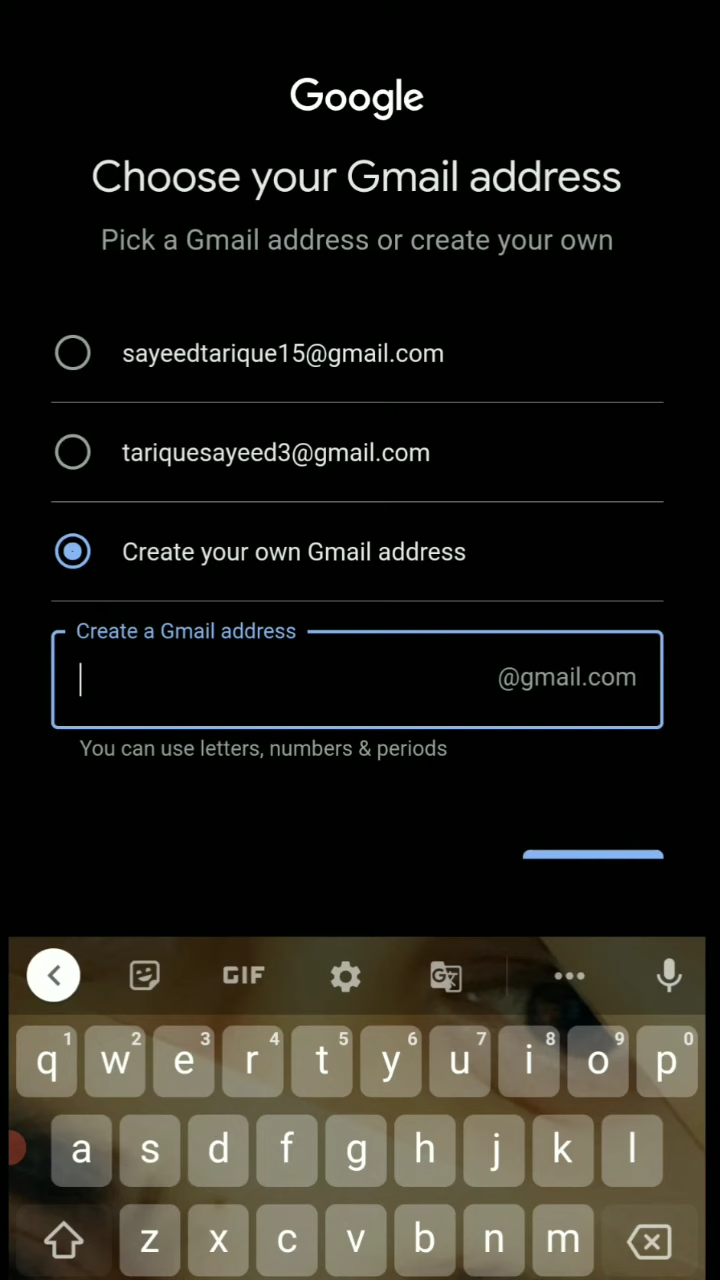 Google
Choose your Gmail address
Pick a Gmail address or create your own
sayeedtarique15@gmail.com
tariquesayeed3@gmail.com
Create your own Gmail address
Create a Gmail address
@gmail.com
You can use letters, numbers & periods
GIF
G
1 2 3 4 5 6 7 8 9 0
q w e r t y u i o p
a s d f g h j k l
z x c v b n m